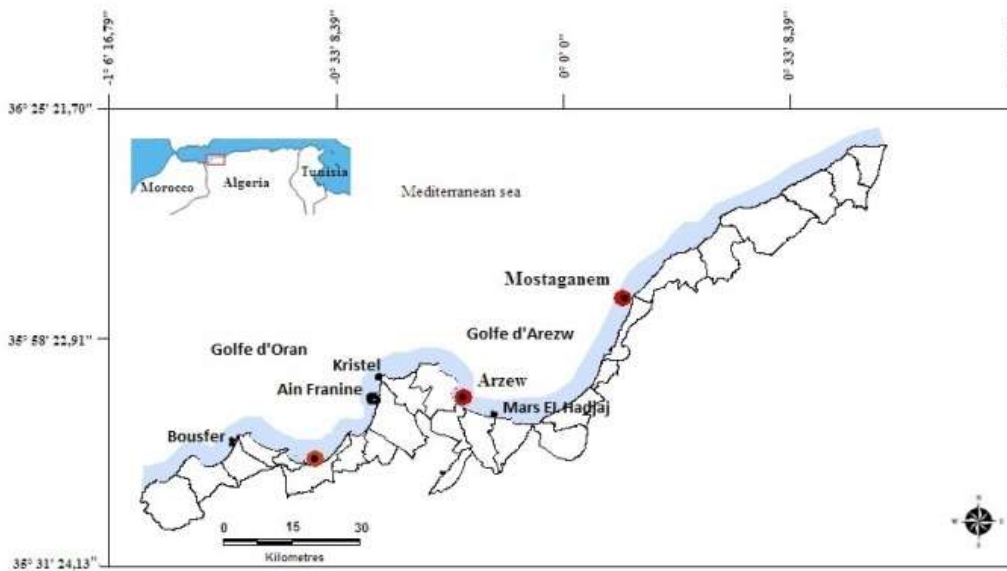 -1° 6' 16,79"
-0° 33' 8,39"
0° 0' 0"
0° 33' 8,39"
36° 25' 21,70"
Morocco
Algeria
Tunisia
Mediterranean sea
Mostaganem
35° 58' 22,91"
Golfe d'Oran
Golfe d'Arezw
Kristel
Ain Franine
Arzew
Mars EL Hadjaj
Bousfer
0 15 30
Kilometres
35° 31' 24,13"